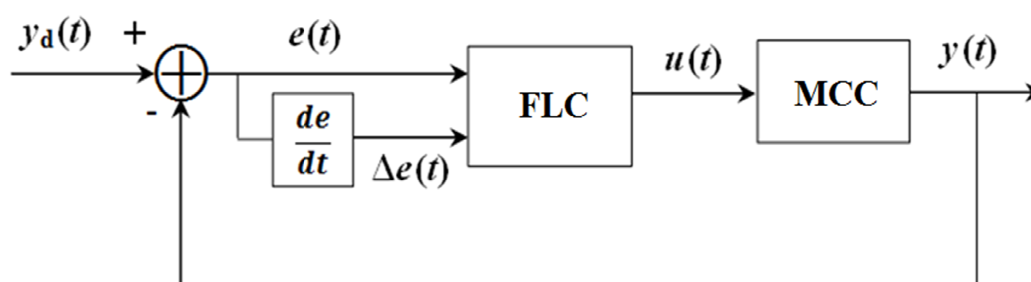 y_d(t) +
-
e(t)
de
dt
Δe(t)
FLC
u(t)
MCC
y(t)